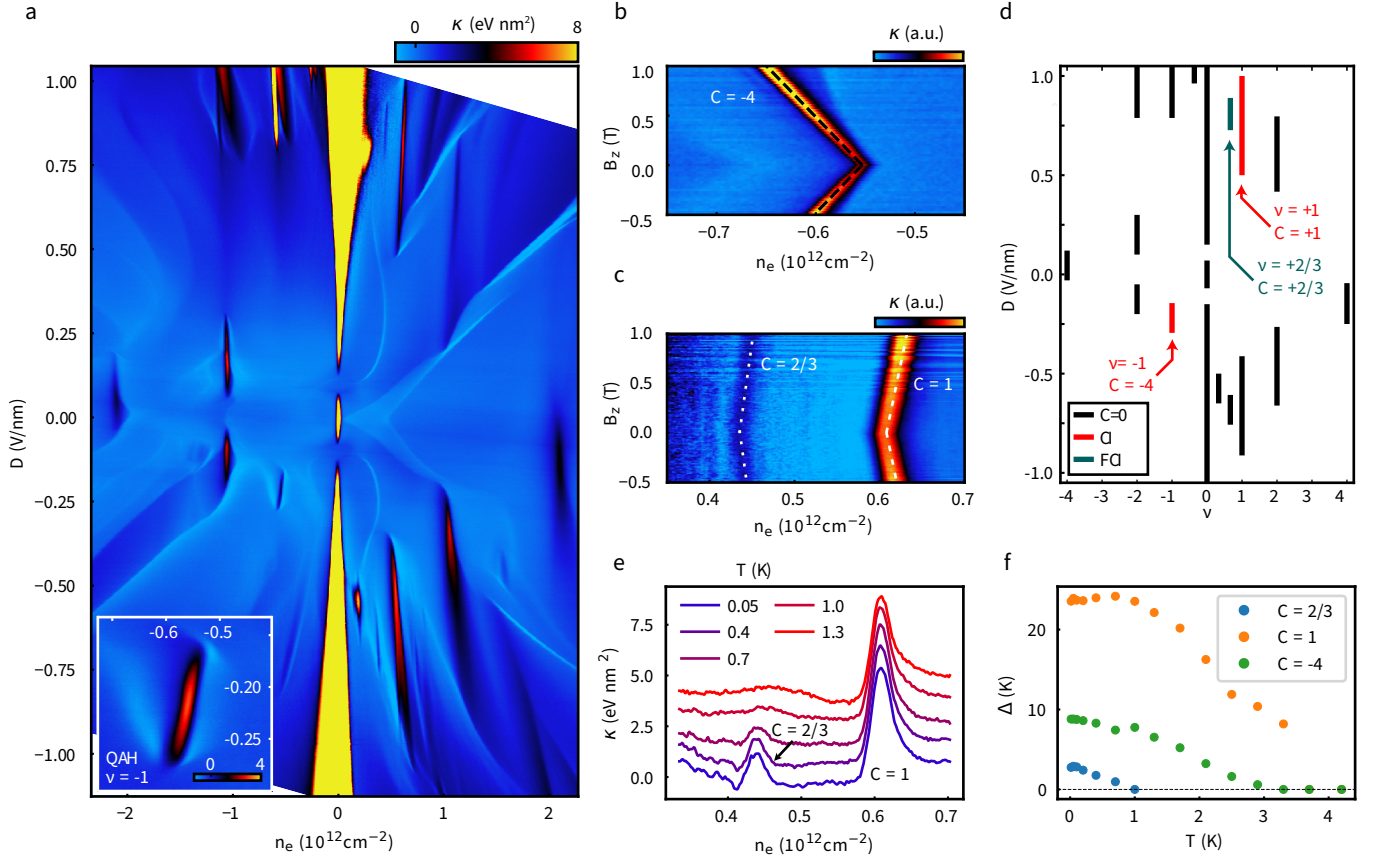 a
κ (eV nm²)
0 8
D (V/nm)
1.00
0.75
0.50
0.25
0.00
−0.25
−0.50
−0.75
−1.00
-0.6 -0.5
-0.20
-0.25
QAH
ν = -1
0 4
−2 −1 0 1 2
nₑ (10¹²cm⁻²)
b
κ (a.u.)
B_z (T)
1.0
0.5
0.0
−0.5
C = -4
−0.7 −0.6 −0.5
nₑ (10¹²cm⁻²)
c
κ (a.u.)
B_z (T)
1.0
0.5
0.0
−0.5
C = 2/3
C = 1
0.4 0.5 0.6 0.7
nₑ (10¹²cm⁻²)
d
D (V/nm)
1.0
0.5
0.0
-0.5
-1.0
ν = +1
C = +1
ν = +2/3
C = +2/3
ν= -1
C = -4
C=0
CI
FCI
-4 -3 -2 -1 0 1 2 3 4
ν
e
T (K)
0.05 1.0
0.4 1.3
0.7
κ (eV nm ²)
7.5
5.0
2.5
0.0
C = 2/3
C = 1
0.4 0.5 0.6 0.7
nₑ (10¹²cm⁻²)
f
Δ (K)
20
10
0
C = 2/3
C = 1
C = -4
0 1 2 3 4
T (K)